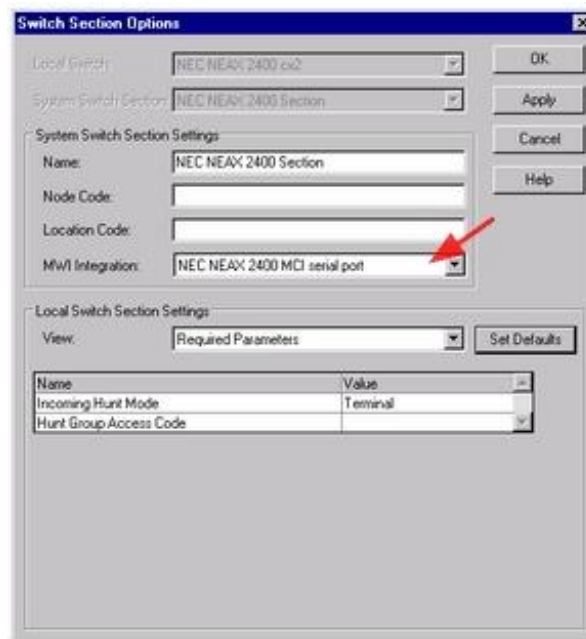 Switch Section Options
Local Switch: NEC NEAX 2400 cx2
OK
System Switch Section NEC NEAX 2400 Section
Apply
System Switch Section Settings
Cancel
Name: NEC NEAX 2400 Section
Help
Node Code:
Location Code:
MWI Integration: NEC NEAX 2400 MCI serial port
Local Switch Section Settings
View: Required Parameters
Set Defaults
Name Value
Incoming Hunt Mode Terminal
Hunt Group Access Code